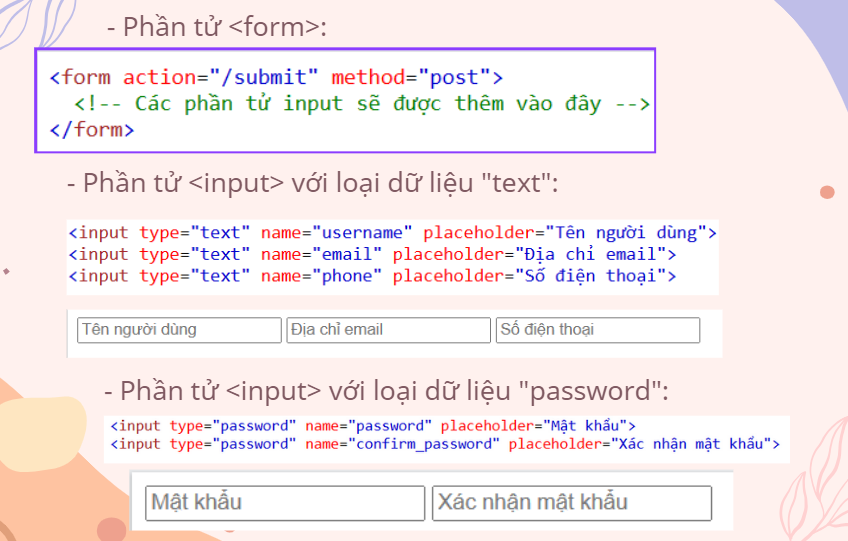 - Phần tử <form>:
<form action="/submit" method="post">
<!-- Các phần tử input sẽ được thêm vào đây -->
</form>
- Phần tử <input> với loại dữ liệu "text":
<input type="text" name="username" placeholder="Tên người dùng">
<input type="text" name="email" placeholder="Địa chỉ email">
<input type="text" name="phone" placeholder="Số điện thoại">
Tên người dùng Địa chỉ email Số điện thoại
- Phần tử <input> với loại dữ liệu "password":
<input type="password" name="password" placeholder="Mật khẩu">
<input type="password" name="confirm_password" placeholder="Xác nhận mật khẩu">
Mật khẩu Xác nhận mật khẩu